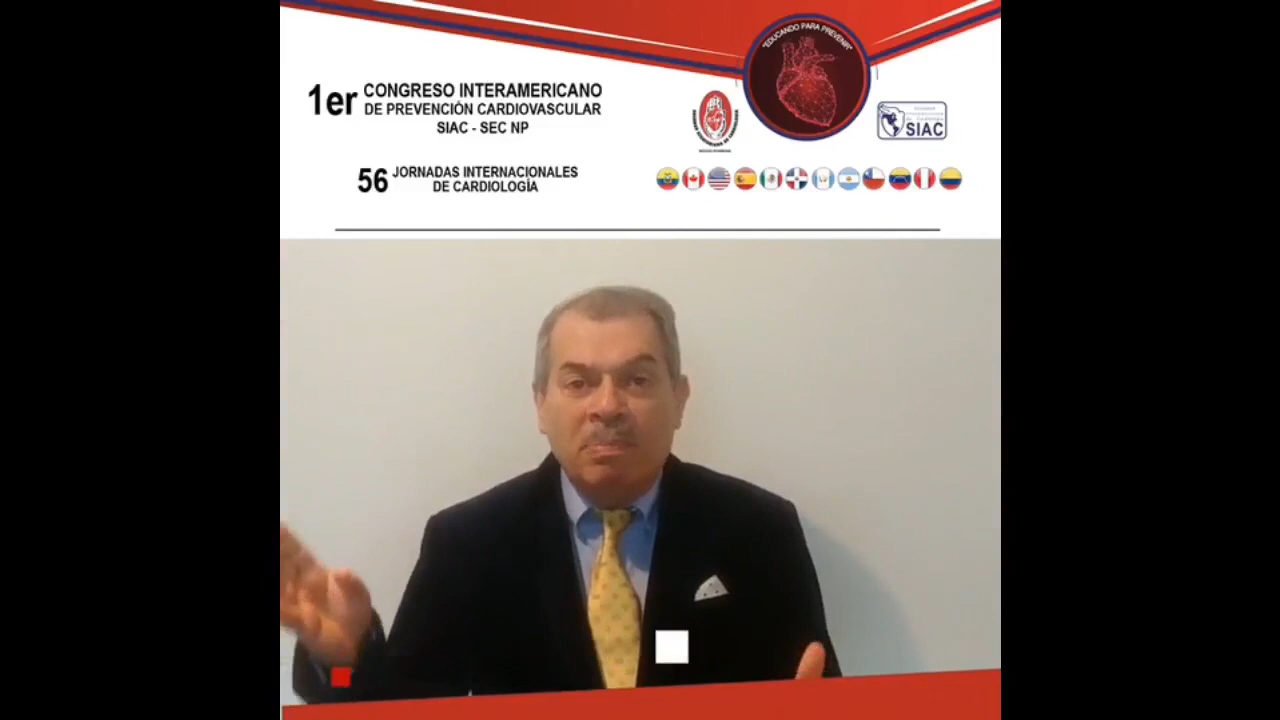 "EDUCANDO PARA PREVENIR"
1er CONGRESO INTERAMERICANO
DE PREVENCIÓN CARDIOVASCULAR
SIAC - SEC NP
SIAC
56 JORNADAS INTERNACIONALES
DE CARDIOLOGÍA